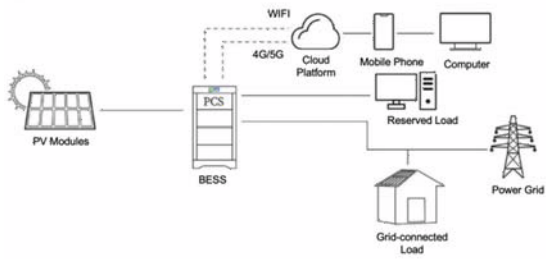 WIFI
4G/5G
Cloud
Platform
Mobile Phone
Computer
PCS
Reserved Load
PV Modules
BESS
Power Grid
Grid-connected
Load